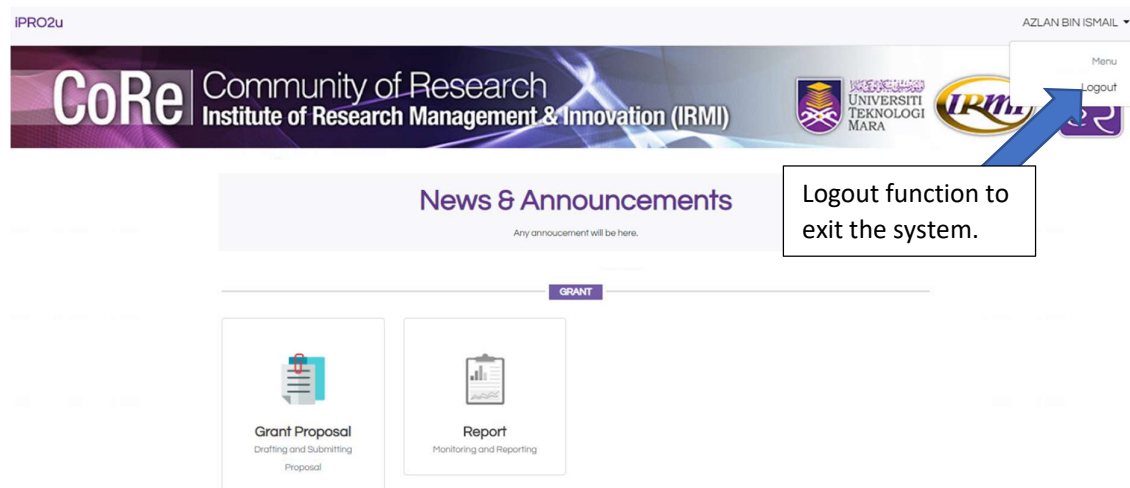 iPRO2u
AZLAN BIN ISMAIL
Menu
Logout
CoRe
Community of Research
Institute of Research Management & Innovation (IRMI)
UNIVERSITI
TEKNOLOGI
MARA
IRMI
News & Announcements
Any annoucement will be here.
Logout function to
exit the system.
GRANT
Grant Proposal
Drafting and Submitting
Proposal
Report
Monitoring and Reporting